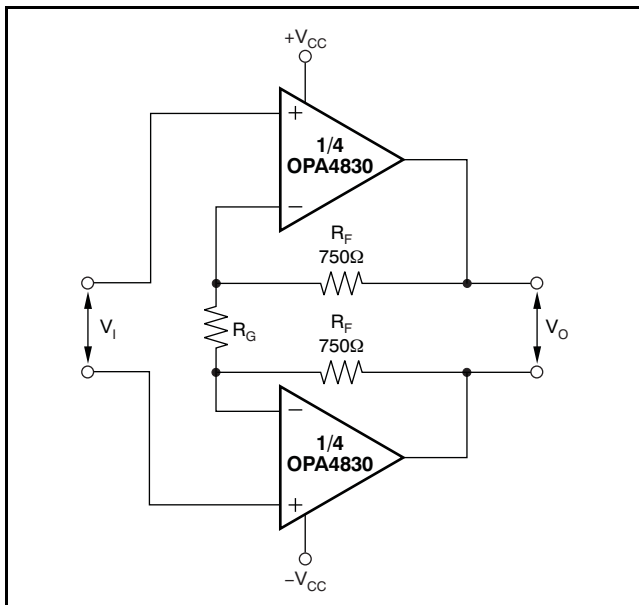 +V_CC
+
1/4
OPA4830
−
R_F
750Ω
V_I
R_G
R_F
750Ω
V_O
−
1/4
OPA4830
+
−V_CC